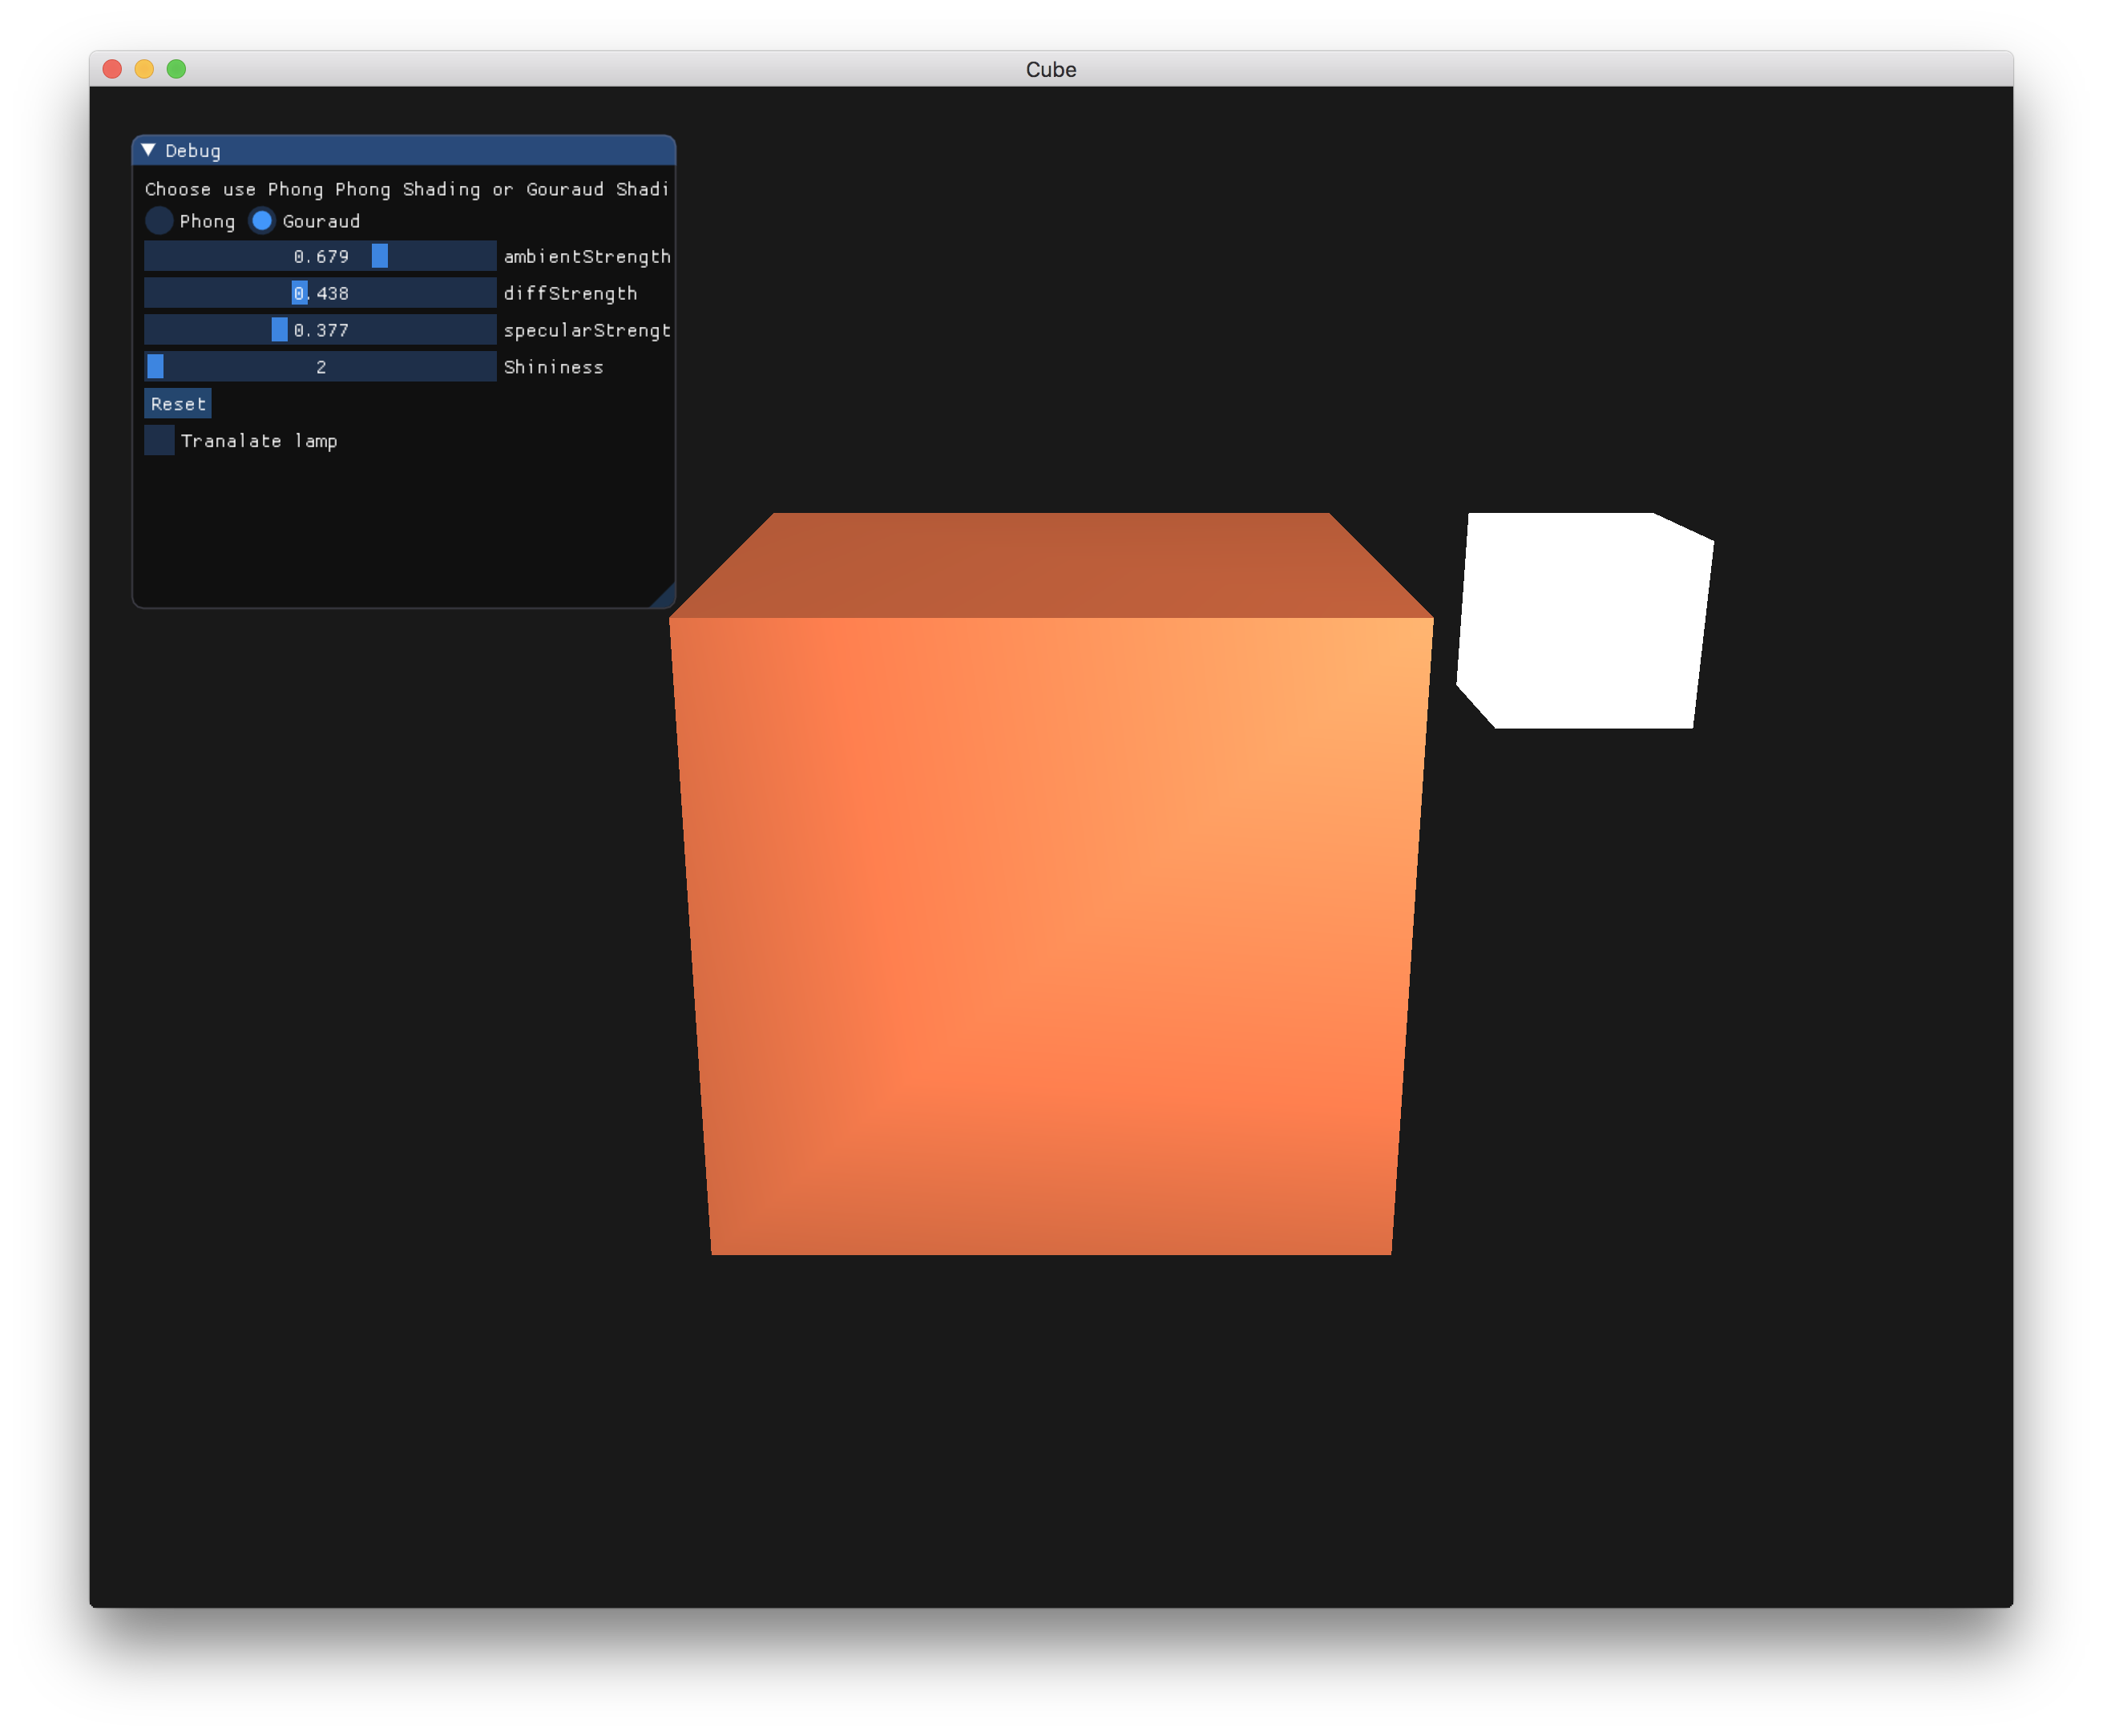 Cube
Debug
Choose use Phong Phong Shading or Gouraud Shadi
Phong Gouraud
0.679 ambientStrength
0.438 diffStrength
0.377 specularStrengt
2 Shininess
Reset
Tranalate lamp